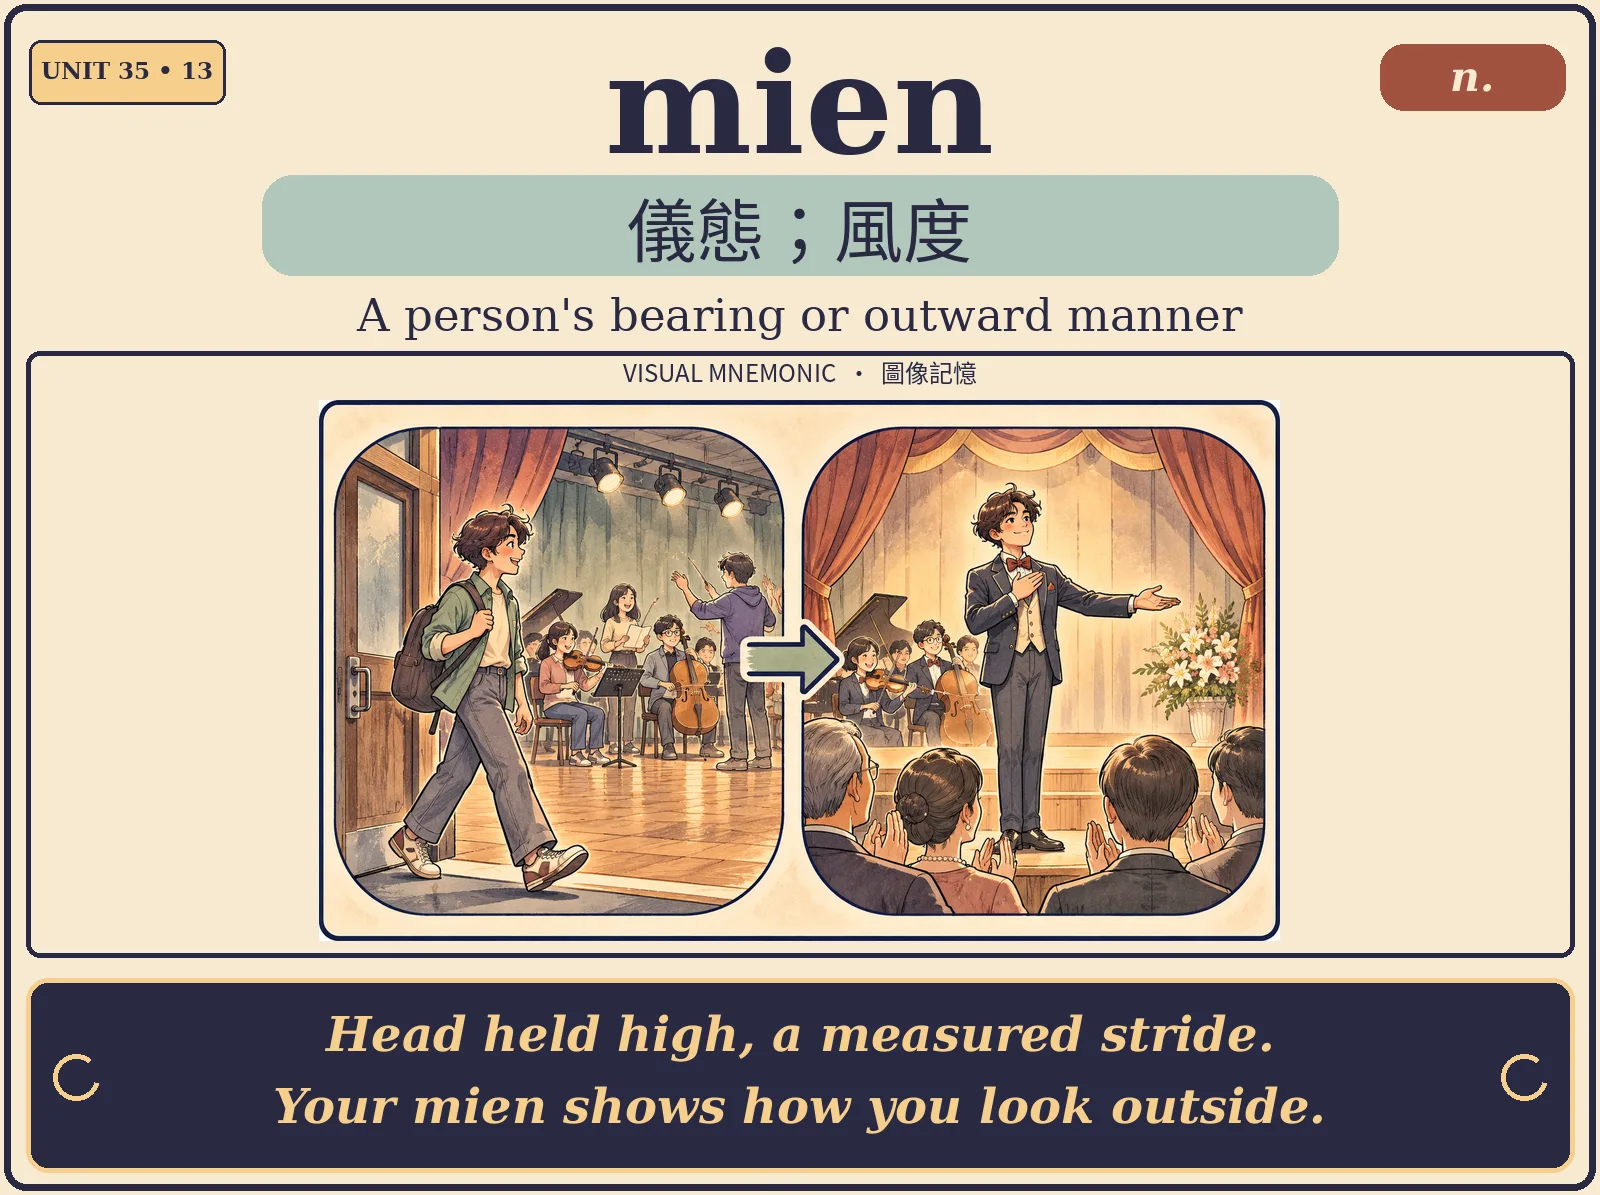 UNIT 35 • 13
mien
n.
儀態；風度
A person's bearing or outward manner
VISUAL MNEMONIC • 圖像記憶
Head held high, a measured stride.
Your mien shows how you look outside.